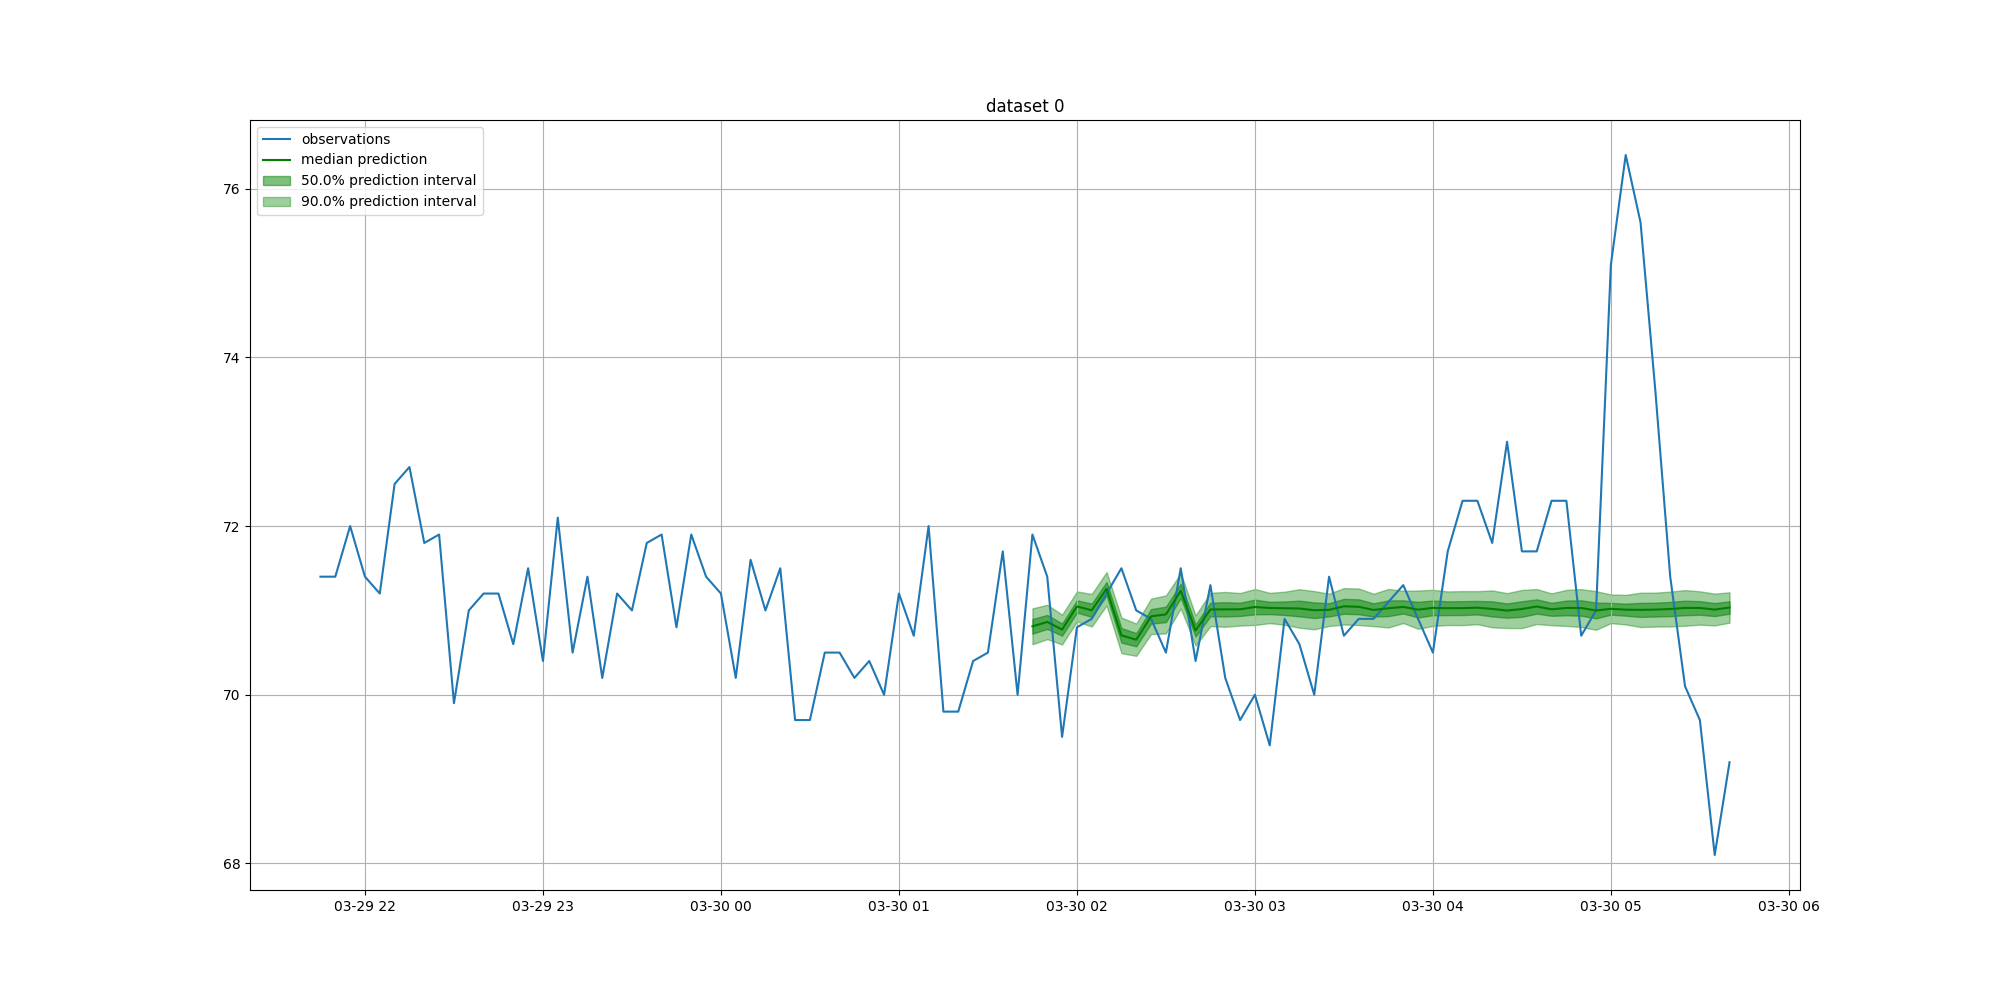 dataset 0
observations
median prediction
50.0% prediction interval
90.0% prediction interval
76
74
72
70
68
03-29 22
03-29 23
03-30 00
03-30 01
03-30 02
03-30 03
03-30 04
03-30 05
03-30 06